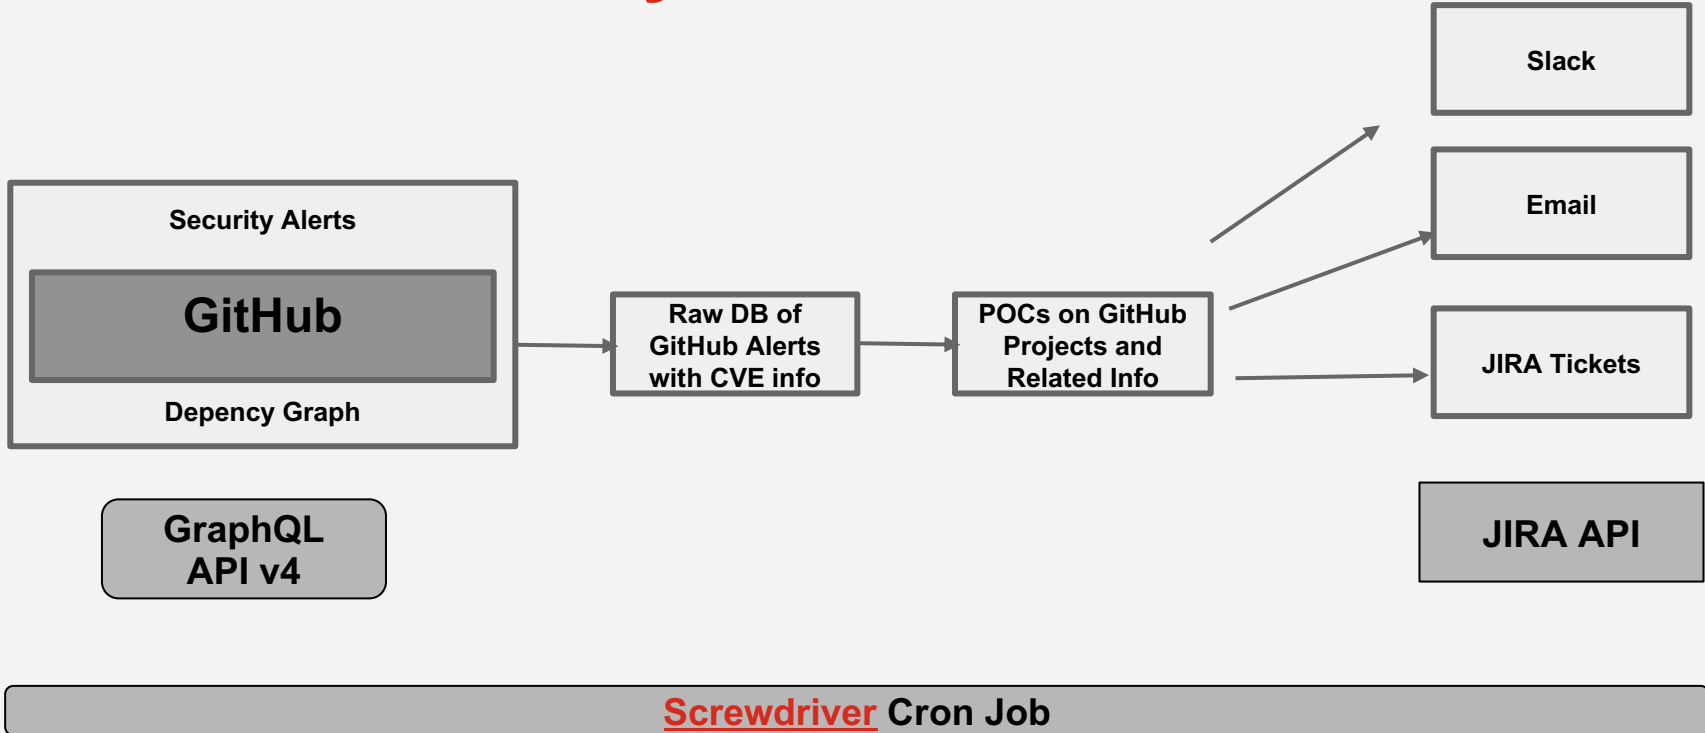 Slack
Email
JIRA Tickets
Security Alerts
GitHub
Depency Graph
Raw DB of
GitHub Alerts
with CVE info
POCs on GitHub
Projects and
Related Info
GraphQL
API v4
JIRA API
Screwdriver Cron Job